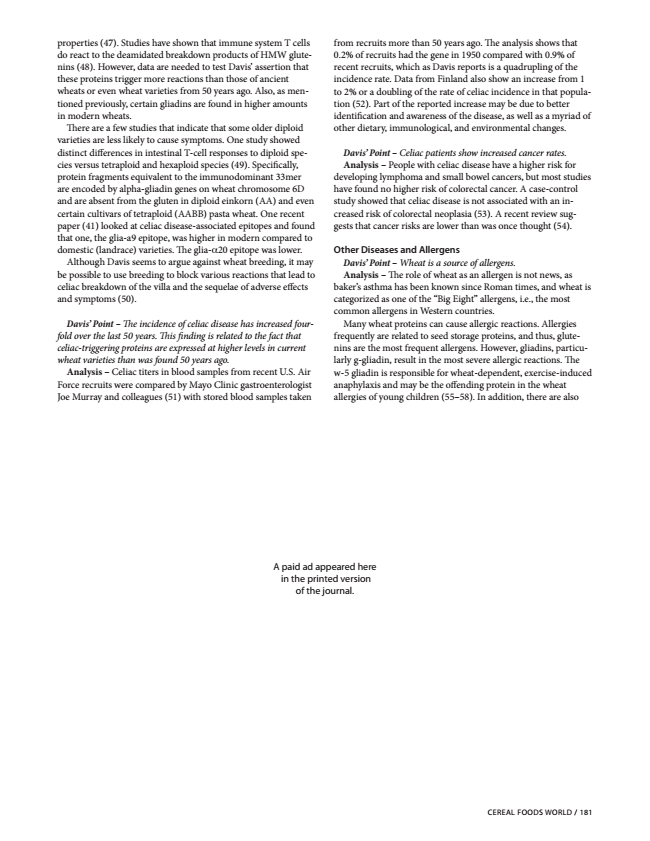 properties (47). Studies have shown that immune system T cells
do react to the deamidated breakdown products of HMW glute-
nins (48). However, data are needed to test Davis’ assertion that
these proteins trigger more reactions than those of ancient
wheats or even wheat varieties from 50 years ago. Also, as men-
tioned previously, certain gliadins are found in higher amounts
in modern wheats.
There are a few studies that indicate that some older diploid
varieties are less likely to cause symptoms. One study showed
distinct differences in intestinal T-cell responses to diploid spe-
cies versus tetraploid and hexaploid species (49). Specifically,
protein fragments equivalent to the immunodominant 33mer
are encoded by alpha-gliadin genes on wheat chromosome 6D
and are absent from the gluten in diploid einkorn (AA) and even
certain cultivars of tetraploid (AABB) pasta wheat. One recent
paper (41) looked at celiac disease-associated epitopes and found
that one, the glia-a9 epitope, was higher in modern compared to
domestic (landrace) varieties. The glia-α20 epitope was lower.
Although Davis seems to argue against wheat breeding, it may
be possible to use breeding to block various reactions that lead to
celiac breakdown of the villa and the sequelae of adverse effects
and symptoms (50).
Davis’ Point – The incidence of celiac disease has increased four-
fold over the last 50 years. This finding is related to the fact that
celiac-triggering proteins are expressed at higher levels in current
wheat varieties than was found 50 years ago.
Analysis – Celiac titers in blood samples from recent U.S. Air
Force recruits were compared by Mayo Clinic gastroenterologist
Joe Murray and colleagues (51) with stored blood samples taken
from recruits more than 50 years ago. The analysis shows that
0.2% of recruits had the gene in 1950 compared with 0.9% of
recent recruits, which as Davis reports is a quadrupling of the
incidence rate. Data from Finland also show an increase from 1
to 2% or a doubling of the rate of celiac incidence in that popula-
tion (52). Part of the reported increase may be due to better
identification and awareness of the disease, as well as a myriad of
other dietary, immunological, and environmental changes.
Davis’ Point – Celiac patients show increased cancer rates.
Analysis – People with celiac disease have a higher risk for
developing lymphoma and small bowel cancers, but most studies
have found no higher risk of colorectal cancer. A case-control
study showed that celiac disease is not associated with an in-
creased risk of colorectal neoplasia (53). A recent review sug-
gests that cancer risks are lower than was once thought (54).
Other Diseases and Allergens
Davis’ Point – Wheat is a source of allergens.
Analysis – The role of wheat as an allergen is not news, as
baker’s asthma has been known since Roman times, and wheat is
categorized as one of the “Big Eight” allergens, i.e., the most
common allergens in Western countries.
Many wheat proteins can cause allergic reactions. Allergies
frequently are related to seed storage proteins, and thus, glute-
nins are the most frequent allergens. However, gliadins, particu-
larly g-gliadin, result in the most severe allergic reactions. The
w-5 gliadin is responsible for wheat-dependent, exercise-induced
anaphylaxis and may be the offending protein in the wheat
allergies of young children (55–58). In addition, there are also
A paid ad appeared here
in the printed version
of the journal.
CEREAL FOODS WORLD / 181